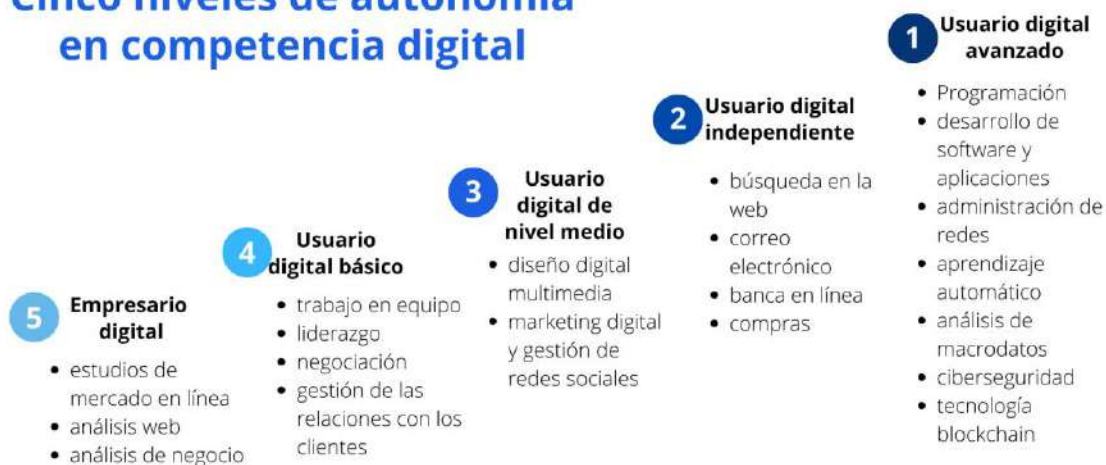 Cinco niveles de autonomía
en competencia digital
1
Usuario digital
avanzado
• Programación
• desarrollo de
software y
aplicaciones
• administración de
redes
• aprendizaje
automático
• análisis de
macrodatos
• ciberseguridad
• tecnología
blockchain
2
Usuario digital
independiente
• búsqueda en la
web
• correo
electrónico
• banca en línea
• compras
3
Usuario
digital de
nivel medio
• diseño digital
multimedia
• marketing digital
y gestión de
redes sociales
4
Usuario
digital básico
• trabajo en equipo
• liderazgo
• negociación
• gestión de las
relaciones con los
clientes
5
Empresario
digital
• estudios de
mercado en línea
• análisis web
• análisis de negocio